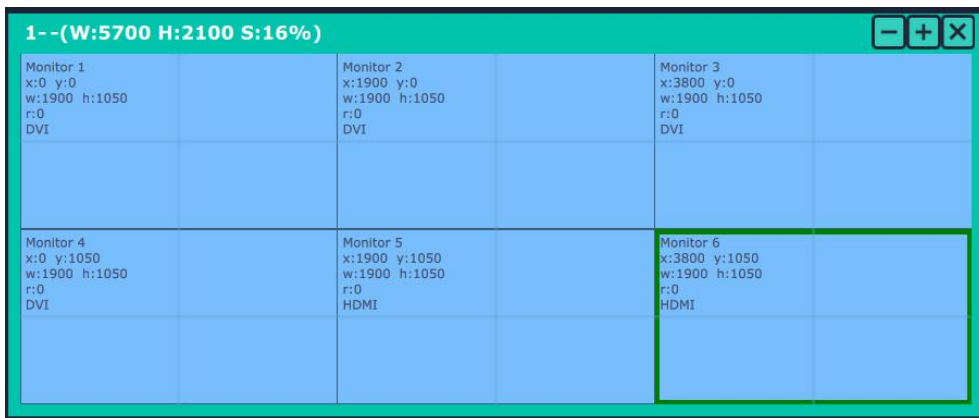 1--(W:5700 H:2100 S:16%)
Monitor 1
x:0 y:0
w:1900 h:1050
r:0
DVI
Monitor 2
x:1900 y:0
w:1900 h:1050
r:0
DVI
Monitor 3
x:3800 y:0
w:1900 h:1050
r:0
DVI
Monitor 4
x:0 y:1050
w:1900 h:1050
r:0
DVI
Monitor 5
x:1900 y:1050
w:1900 h:1050
r:0
HDMI
Monitor 6
x:3800 y:1050
w:1900 h:1050
r:0
HDMI